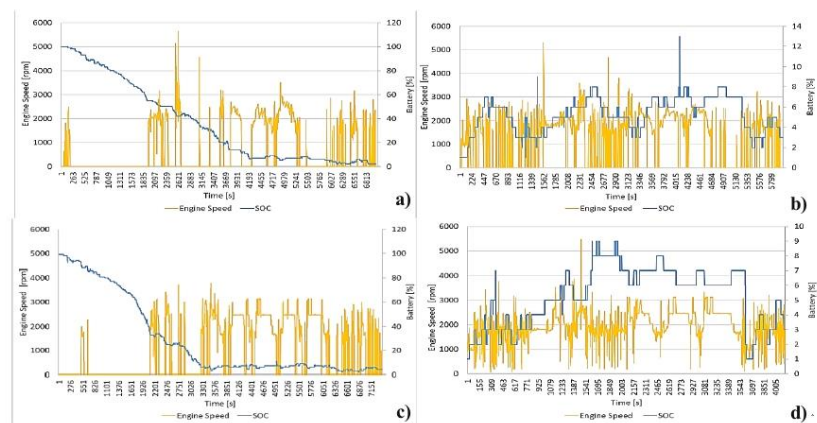 6000
5000
4000
3000
2000
1000
0
Engine Speed [rpm]
120
100
80
60
40
20
0
Battery [%]
1 263 525 787 1049 1311 1573 1835 2097 2359 2621 2883 3145 3407 3669 3931 4193 4455 4717 4979 5241 5503 5765 6027 6289 6551 6813
Time [s]
Engine Speed SOC
a)
6000
5000
4000
3000
2000
1000
0
Engine Speed [rpm]
14
12
10
8
6
4
2
0
Battery [%]
1 224 447 670 893 1116 1339 1562 1785 2008 2231 2454 2677 2900 3123 3346 3569 3792 4015 4238 4461 4684 4907 5130 5353 5576 5799
Time [s]
Engine Speed SOC
b)
6000
5000
4000
3000
2000
1000
0
Engine Speed [rpm]
120
100
80
60
40
20
0
Battery [%]
1 276 551 826 1101 1376 1651 1926 2201 2476 2751 3026 3301 3576 3851 4126 4401 4676 4951 5226 5501 5776 6051 6326 6601 6876 7151
Time [s]
Engine Speed SOC
c)
6000
5000
4000
3000
2000
1000
0
Engine Speed [rpm]
10
9
8
7
6
5
4
3
2
1
0
Battery [%]
1 155 309 463 617 771 925 1079 1233 1387 1541 1695 1849 2003 2157 2311 2465 2619 2773 2927 3081 3235 3389 3543 3697 3851 4005
Time [s]
Engine Speed SOC
d)